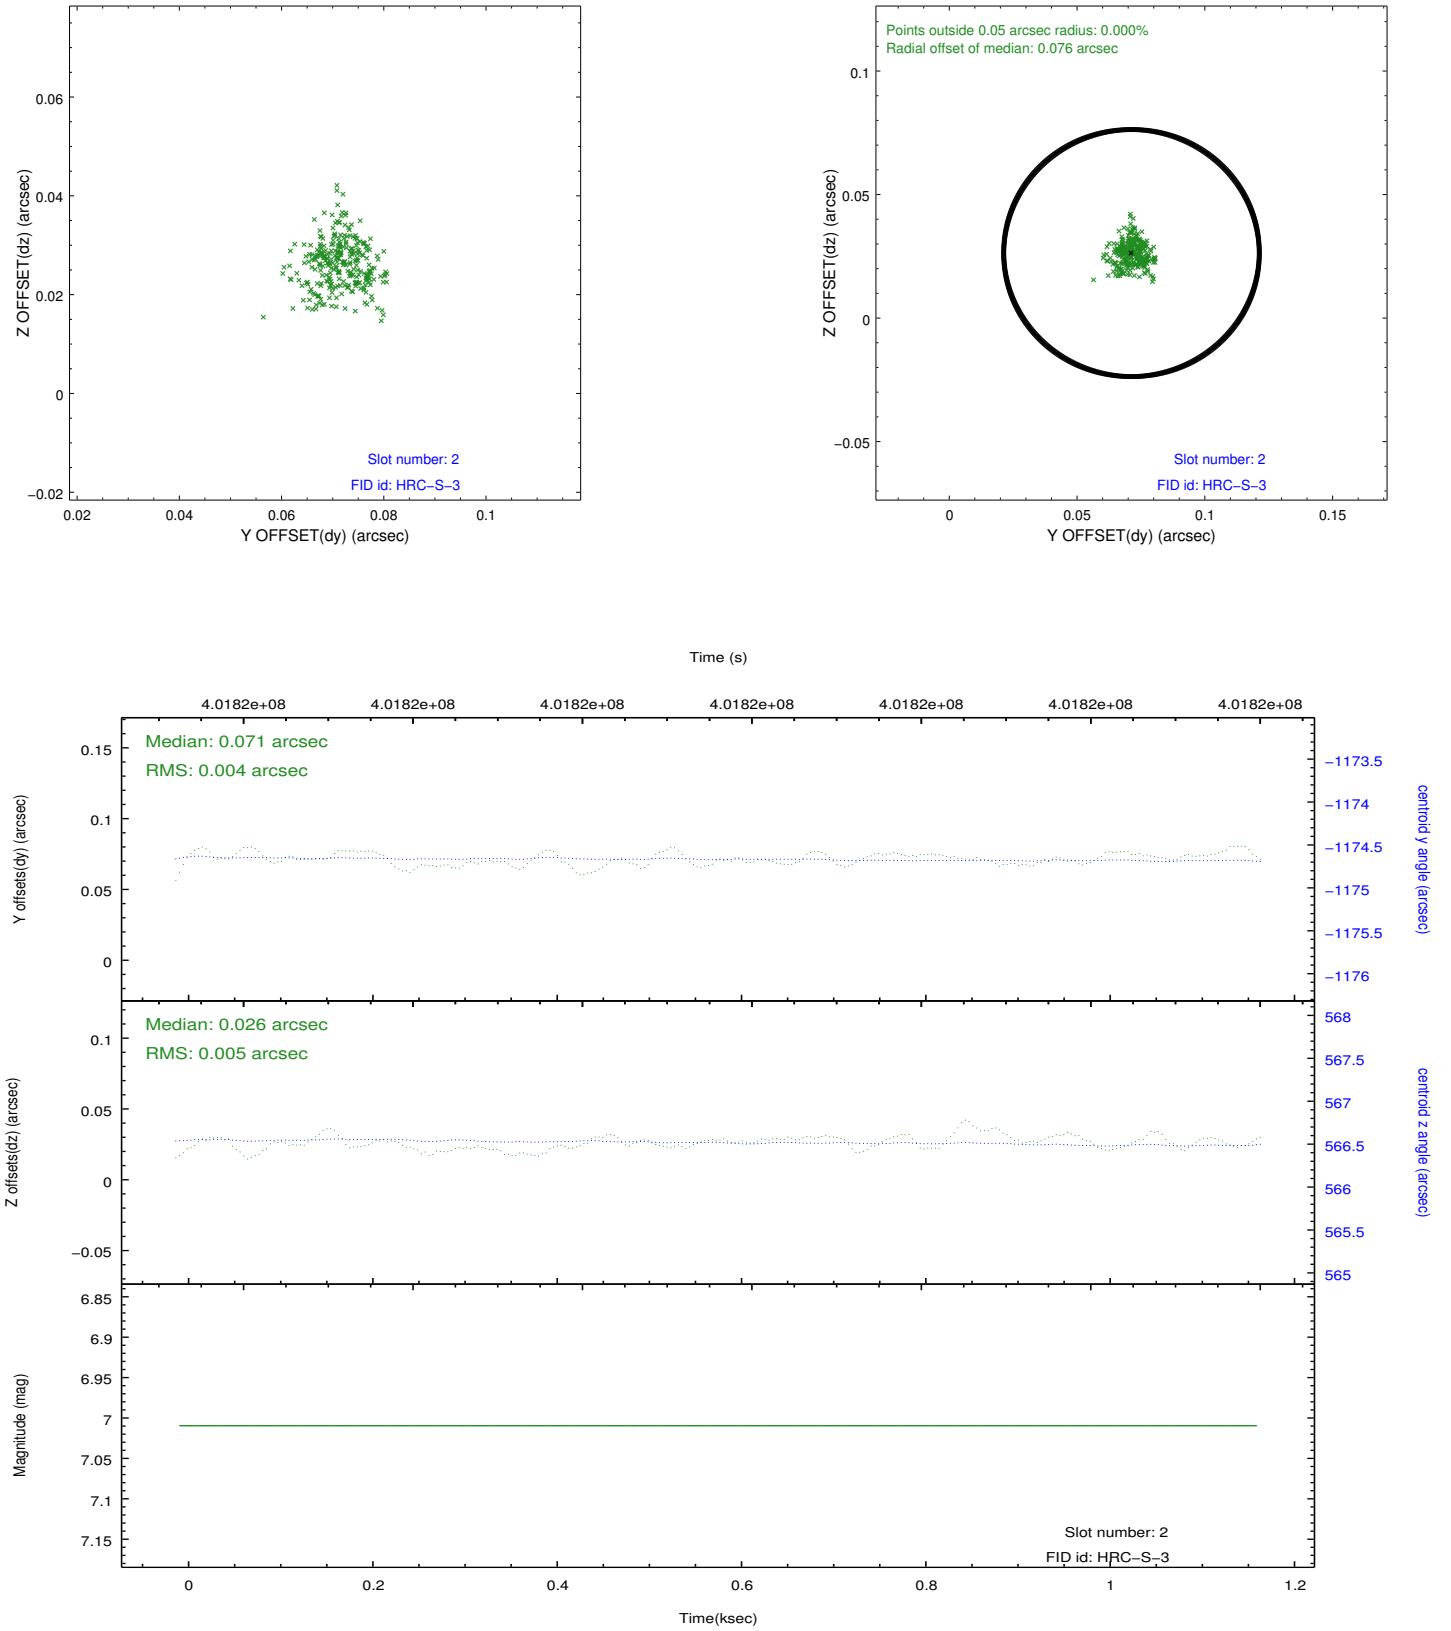 0.06
0.04
0.02
0
−0.02
Z OFFSET(dz) (arcsec)
Slot number: 2
FID id: HRC−S−3
0.02 0.04 0.06 0.08 0.1
Y OFFSET(dy) (arcsec)
Points outside 0.05 arcsec radius: 0.000%
Radial offset of median: 0.076 arcsec
0.1
0.05
0
−0.05
Z OFFSET(dz) (arcsec)
Slot number: 2
FID id: HRC−S−3
0 0.05 0.1 0.15
Y OFFSET(dy) (arcsec)
Time (s)
4.0182e+08 4.0182e+08 4.0182e+08 4.0182e+08 4.0182e+08 4.0182e+08 4.0182e+08
Median: 0.071 arcsec
RMS: 0.004 arcsec
0.15
0.1
0.05
0
Y offsets(dy) (arcsec)
−1173.5
−1174
−1174.5
−1175
−1175.5
−1176
centroid y angle (arcsec)
Median: 0.026 arcsec
RMS: 0.005 arcsec
0.1
0.05
0
−0.05
Z offsets(dz) (arcsec)
568
567.5
567
566.5
566
565.5
565
centroid z angle (arcsec)
6.85
6.9
6.95
7
7.05
7.1
7.15
Magnitude (mag)
Slot number: 2
FID id: HRC−S−3
0 0.2 0.4 0.6 0.8 1 1.2
Time(ksec)